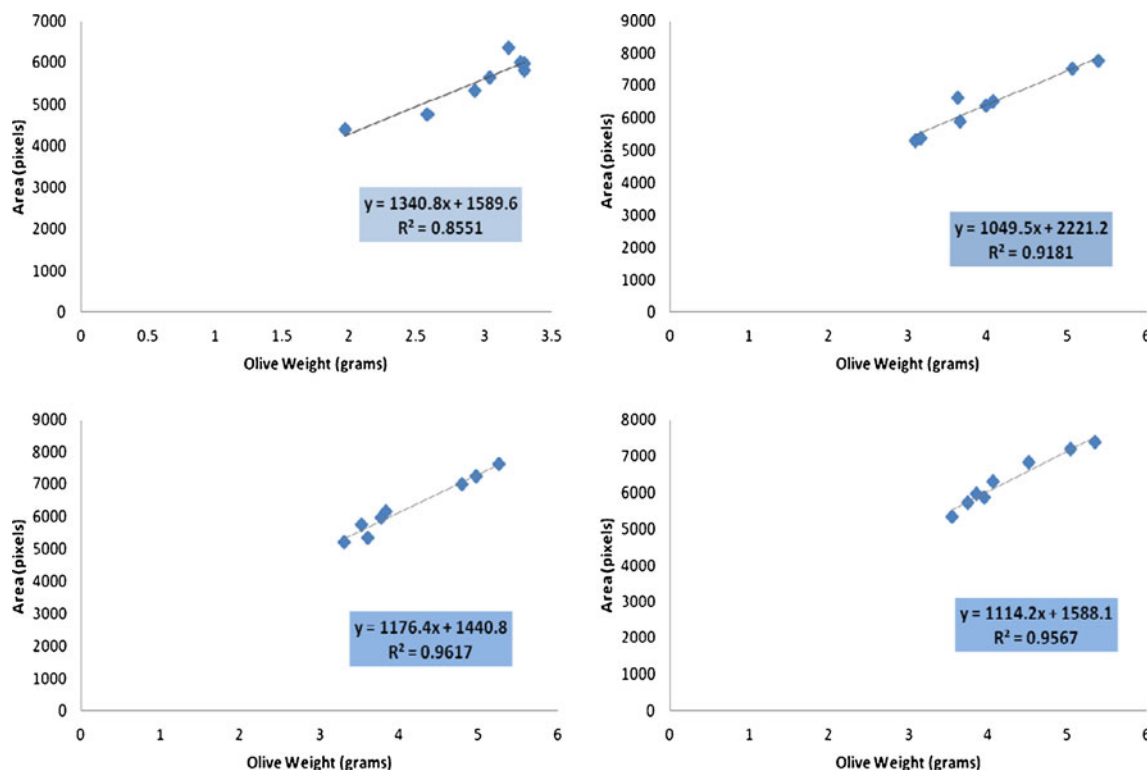 7000
6000
5000
4000
3000
2000
1000
0
Area (pixels)
y = 1340.8x + 1589.6
R² = 0.8551
0 0.5 1 1.5 2 2.5 3 3.5
Olive Weight (grams)
9000
8000
7000
6000
5000
4000
3000
2000
1000
0
Area (pixels)
y = 1049.5x + 2221.2
R² = 0.9181
0 1 2 3 4 5 6
Olive Weight (grams)
9000
8000
7000
6000
5000
4000
3000
2000
1000
0
Area (pixels)
y = 1176.4x + 1440.8
R² = 0.9617
0 1 2 3 4 5 6
Olive Weight (grams)
8000
7000
6000
5000
4000
3000
2000
1000
0
Area (pixels)
y = 1114.2x + 1588.1
R² = 0.9567
0 1 2 3 4 5 6
Olive Weight (grams)